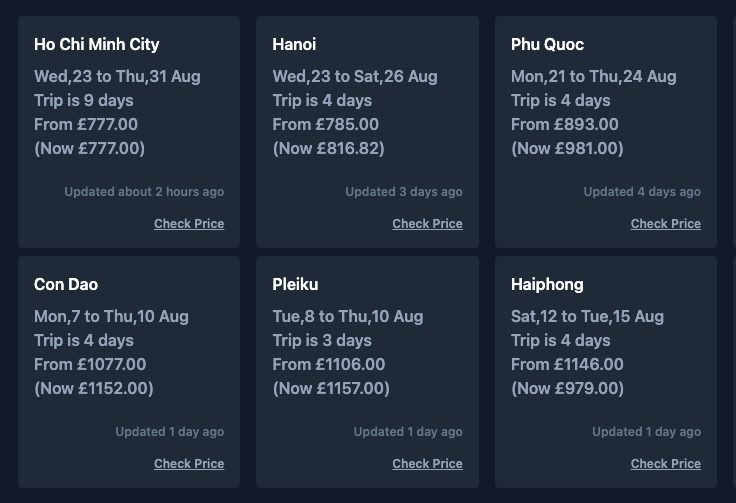 Ho Chi Minh City
Wed,23 to Thu,31 Aug
Trip is 9 days
From £777.00
(Now £777.00)
Updated about 2 hours ago
Check Price
Hanoi
Wed,23 to Sat,26 Aug
Trip is 4 days
From £785.00
(Now £816.82)
Updated 3 days ago
Check Price
Phu Quoc
Mon,21 to Thu,24 Aug
Trip is 4 days
From £893.00
(Now £981.00)
Updated 4 days ago
Check Price
Con Dao
Mon,7 to Thu,10 Aug
Trip is 4 days
From £1077.00
(Now £1152.00)
Updated 1 day ago
Check Price
Pleiku
Tue,8 to Thu,10 Aug
Trip is 3 days
From £1106.00
(Now £1157.00)
Updated 1 day ago
Check Price
Haiphong
Sat,12 to Tue,15 Aug
Trip is 4 days
From £1146.00
(Now £979.00)
Updated 1 day ago
Check Price